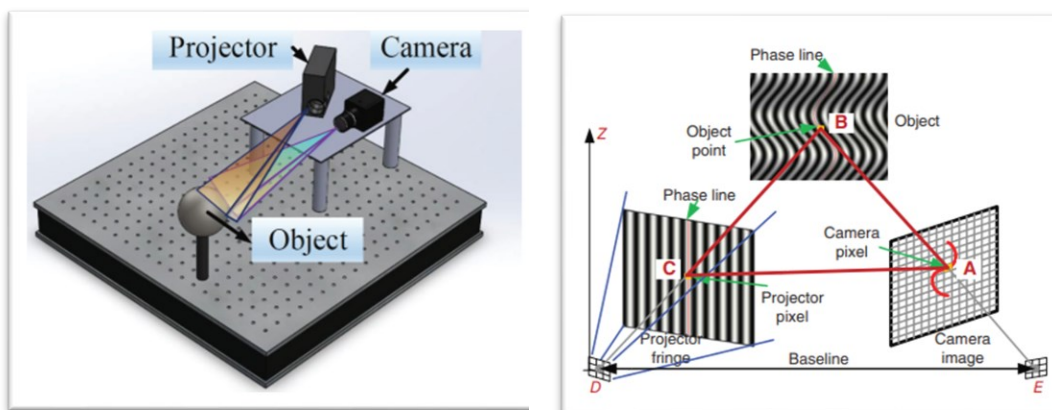 Projector
Camera
Object
Phase line
Z
B
Object
Object
point
Phase line
Camera
pixel
C
A
Projector
pixel
Projector
fringe
Baseline
Camera
image
D
E